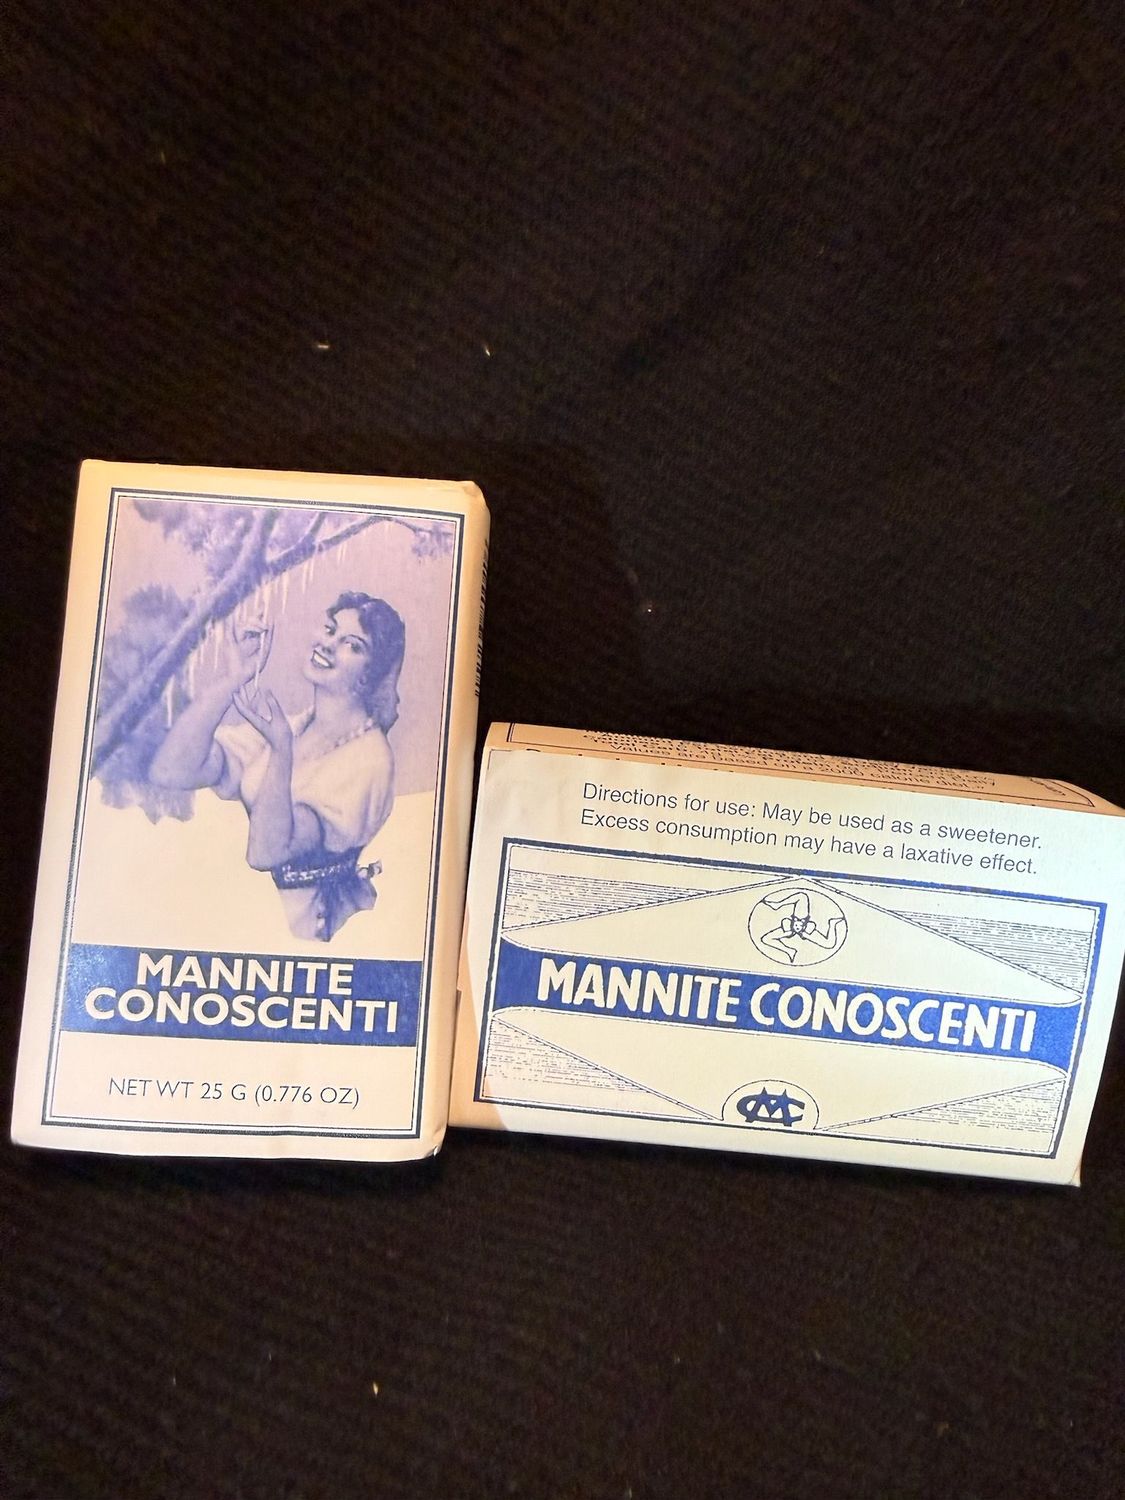 MANNITE
CONOSCENTI
NET WT 25 G (0.776 OZ)
Directions for use: May be used as a sweetener.
Excess consumption may have a laxative effect.
MANNITE CONOSCENTI